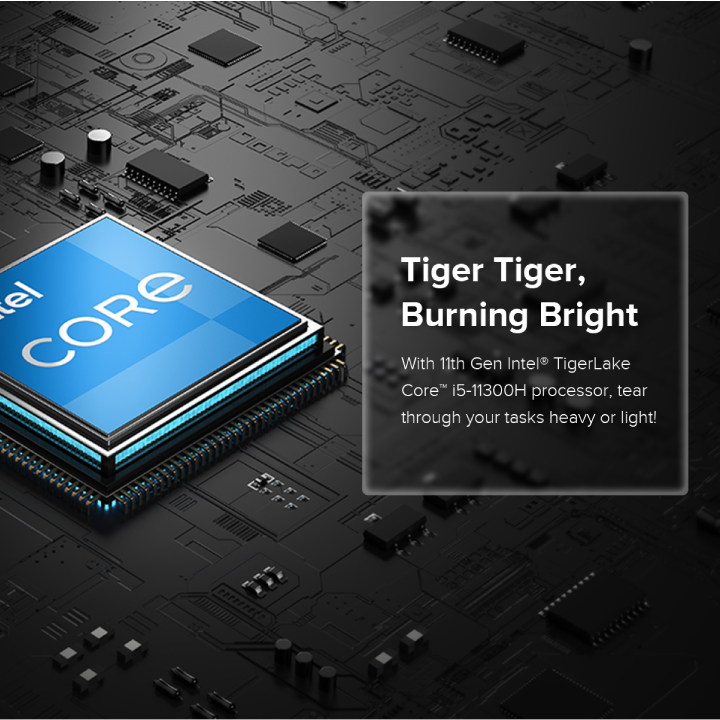 intel
CORE
Tiger Tiger,
Burning Bright
With 11th Gen Intel® TigerLake
Core™ i5-11300H processor, tear
through your tasks heavy or light!